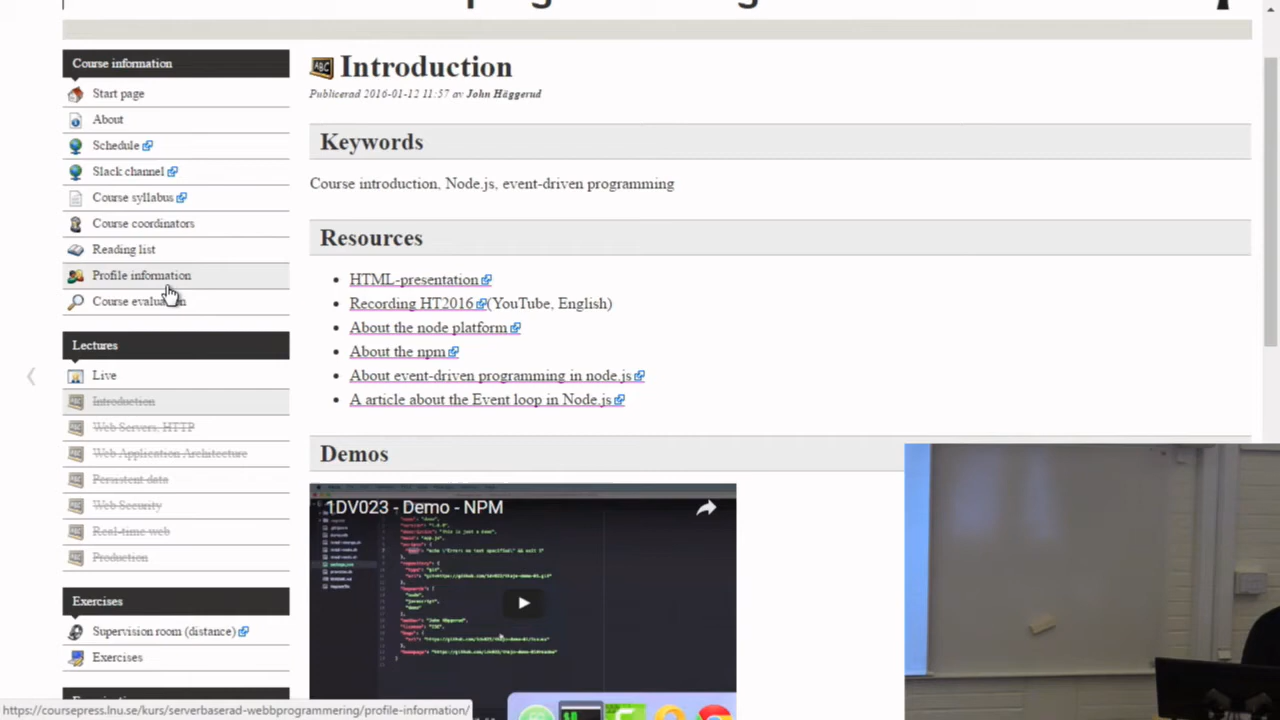 Course information
Start page
About
Schedule
Slack channel
Course syllabus
Course coordinators
Reading list
Profile information
Course evaluation
Lectures
Live
Introduction
Web Servers, HTTP
Web Application Architecture
Persistent data
Web Security
Real-time web
Production
Exercises
Supervision room (distance)
Exercises
Introduction
Publicerad 2016-01-12 11:57 av John Häggerud
Keywords
Course introduction, Node.js, event-driven programming
Resources
HTML-presentation
Recording HT2016 (YouTube, English)
About the node platform
About the npm
About event-driven programming in node.js
A article about the Event loop in Node.js
Demos
1DV023 - Demo - NPM
https://coursepress.lnu.se/kurs/serverbaserad-webbprogrammering/profile-information/